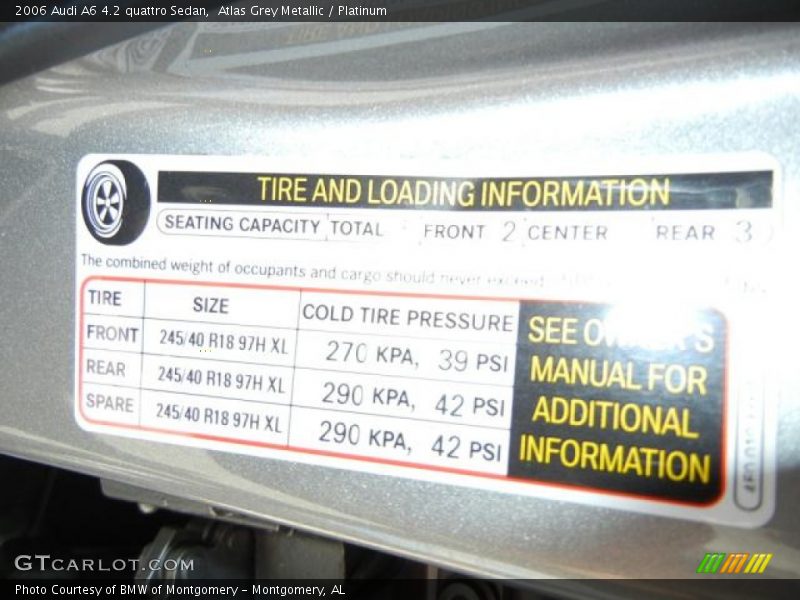 2006 Audi A6 4.2 quattro Sedan, Atlas Grey Metallic / Platinum
TIRE AND LOADING INFORMATION
SEATING CAPACITY TOTAL FRONT 2 CENTER REAR 3
The combined weight of occupants and cargo should never exceed
TIRE SIZE COLD TIRE PRESSURE
FRONT 245/40 R18 97H XL 270 KPA, 39 PSI
REAR 245/40 R18 97H XL 290 KPA, 42 PSI
SPARE 245/40 R18 97H XL 290 KPA, 42 PSI
SEE OWNER'S
MANUAL FOR
ADDITIONAL
INFORMATION
GTCARLOT.COM
Photo Courtesy of BMW of Montgomery - Montgomery, AL